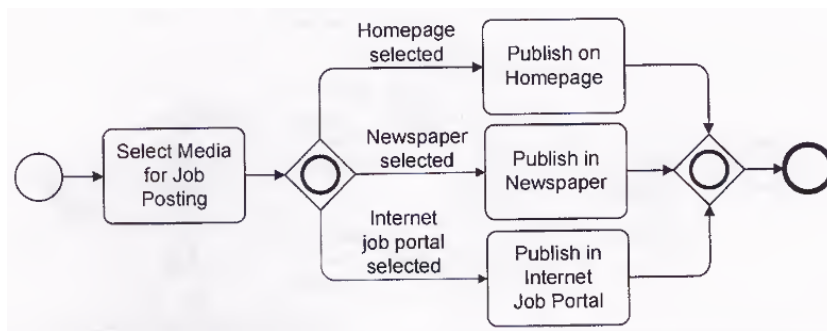 Homepage
selected
Publish on
Homepage
Select Media
for Job
Posting
Newspaper
selected
Publish in
Newspaper
Internet
job portal
selected
Publish in
Internet
Job Portal